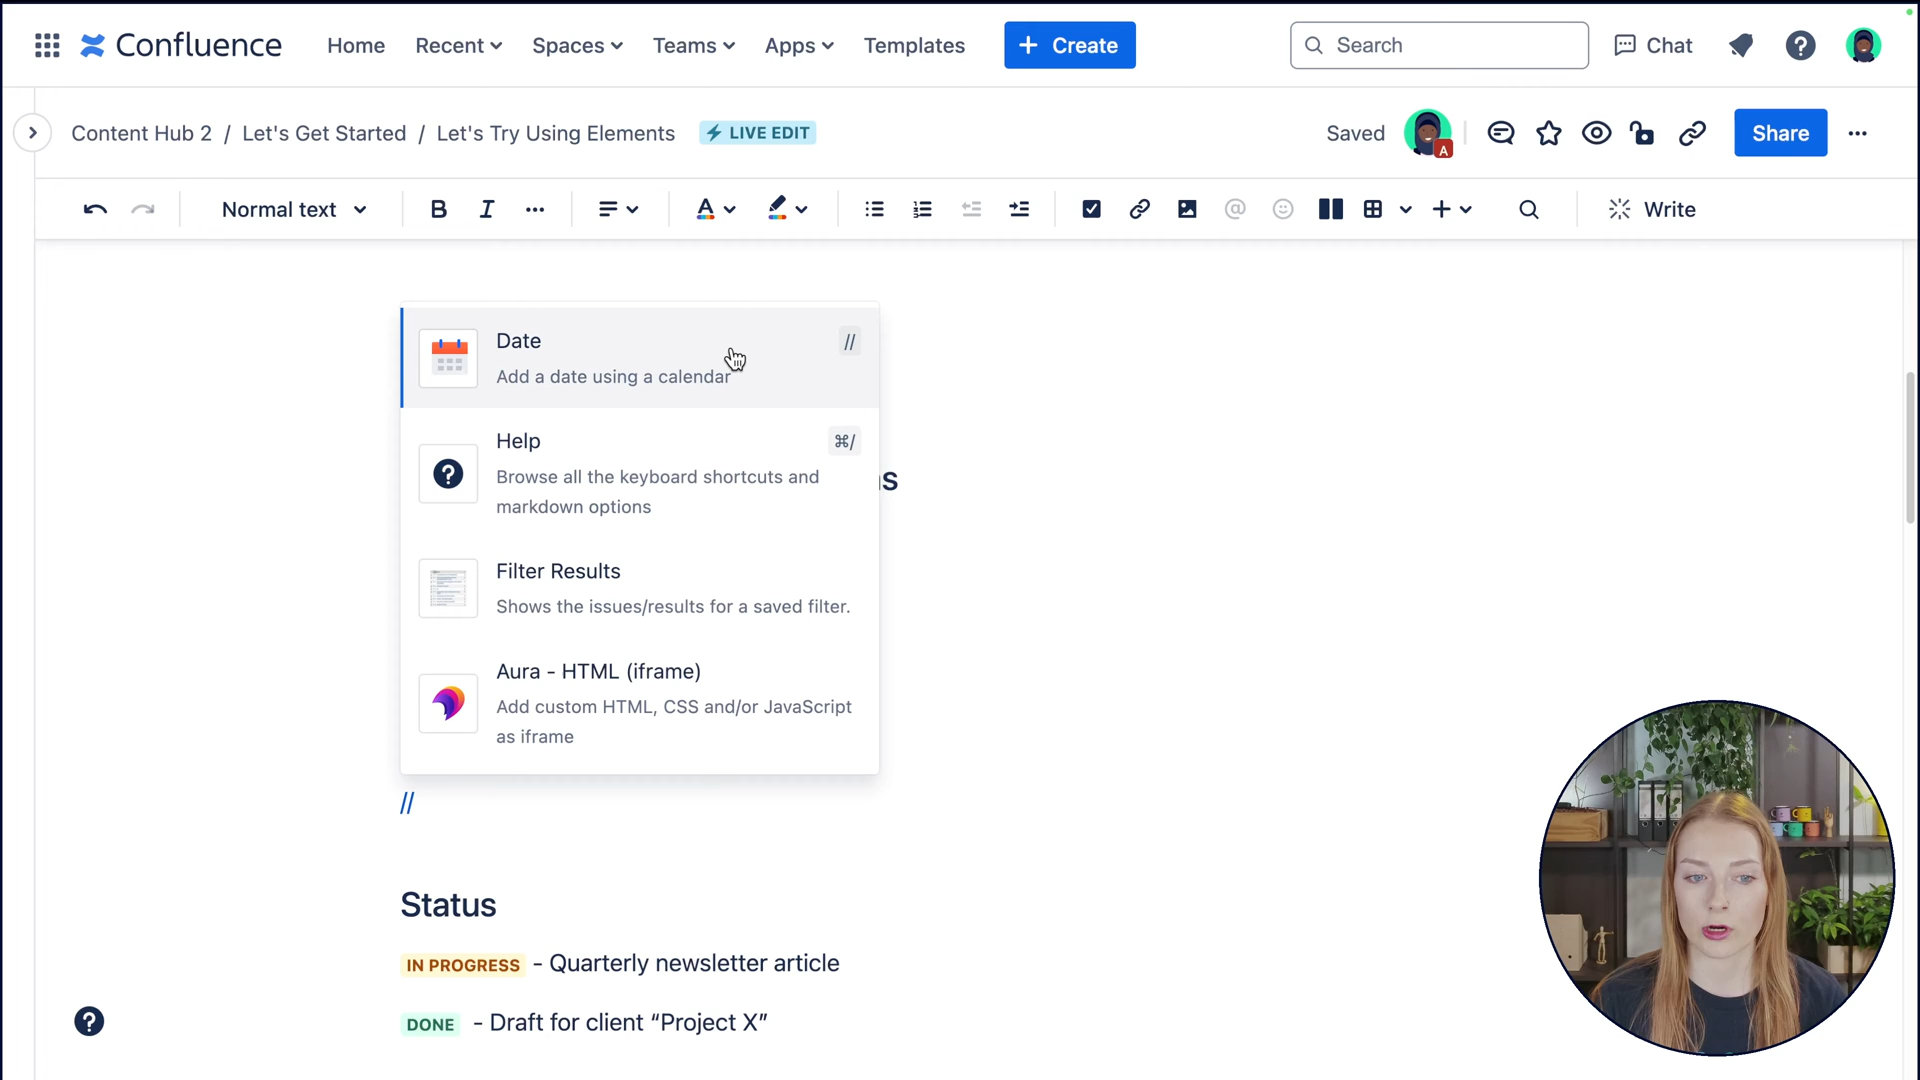 Confluence Home Recent Spaces Teams Apps Templates + Create Search Chat ?
Content Hub 2 / Let's Get Started / Let's Try Using Elements LIVE EDIT Saved A Share
Normal text B I A @ Write
Date //
Add a date using a calendar
Help ⌘/
Browse all the keyboard shortcuts and
markdown options
Filter Results
Shows the issues/results for a saved filter.
Aura - HTML (iframe)
Add custom HTML, CSS and/or JavaScript
as iframe
//
Status
IN PROGRESS - Quarterly newsletter article
DONE - Draft for client “Project X”